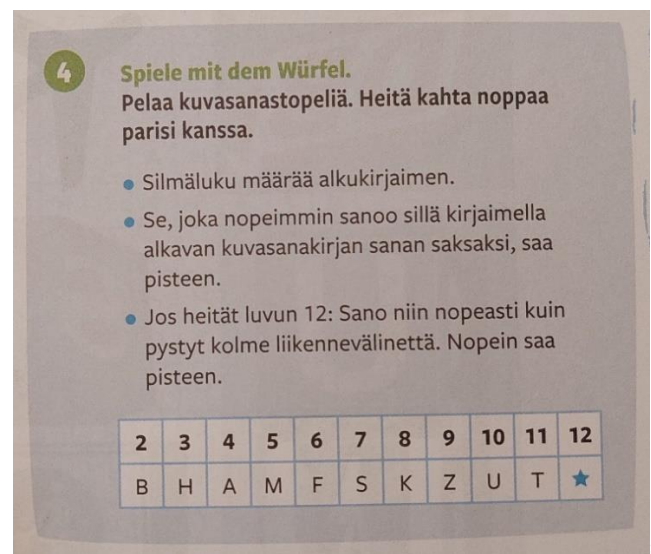 4
Spiele mit dem Würfel.
Pelaa kuvasanastopeliä. Heitä kahta noppaa
parisi kanssa.
• Silmäluku määrää alkukirjaimen.
• Se, joka nopeimmin sanoo sillä kirjaimella
alkavan kuvasanakirjan sanan saksaksi, saa
pisteen.
• Jos heität luvun 12: Sano niin nopeasti kuin
pystyt kolme liikennevälinettä. Nopein saa
pisteen.
2 3 4 5 6 7 8 9 10 11 12
B H A M F S K Z U T ★